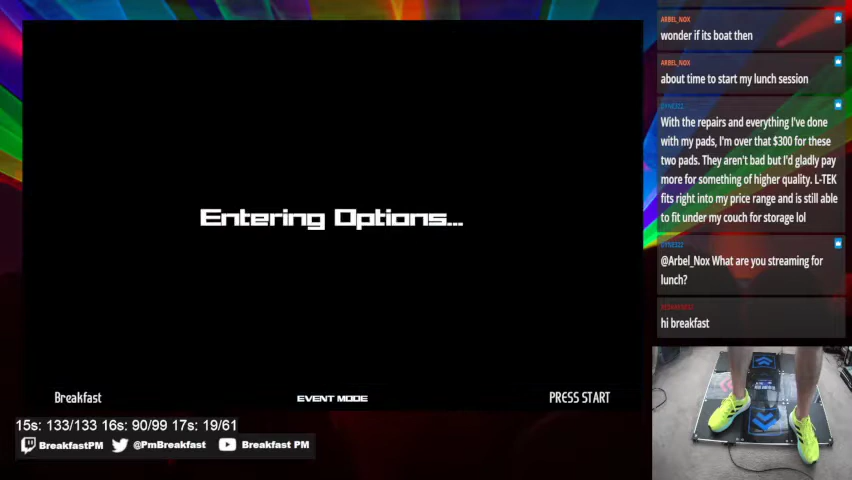 Entering Options...
Breakfast
EVENT MODE
PRESS START
15s: 133/133 16s: 90/99 17s: 19/61
BreakfastPM
@PmBreakfast
Breakfast PM
ARBEL_NOX
wonder if its boat then
ARBEL_NOX
about time to start my lunch session
With the repairs and everything I've done
with my pads, I'm over that $300 for these
two pads. They aren't bad but I'd gladly pay
more for something of higher quality. L-TEK
fits right into my price range and is still able
to fit under my couch for storage lol
@Arbel_Nox What are you streaming for
lunch?
hi breakfast